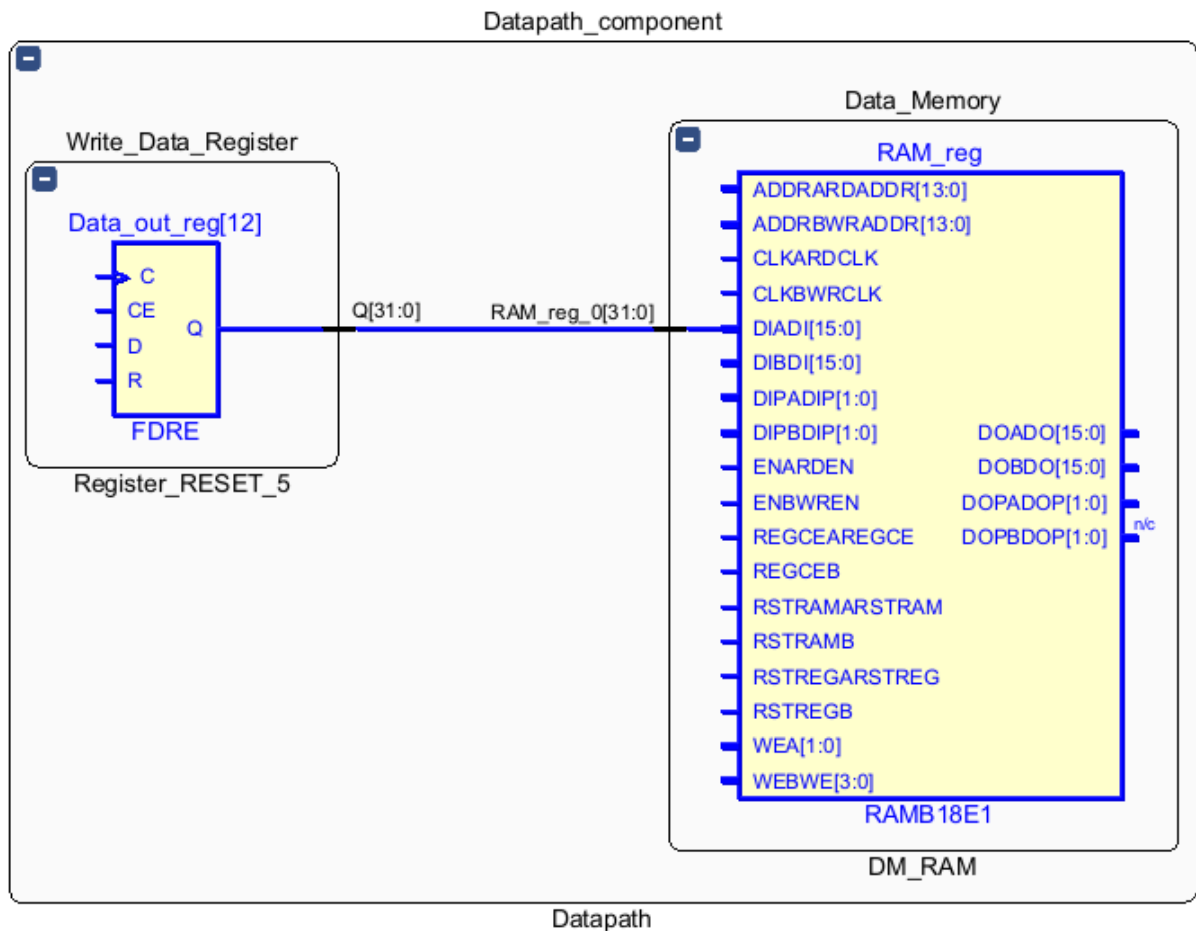 Datapath_component
Data_Memory
Write_Data_Register
RAM_reg
Data_out_reg[12]
C
CE
D
R
Q
FDRE
Register_RESET_5
Q[31:0]
RAM_reg_0[31:0]
ADDRARDADDR[13:0]
ADDRBWRADDR[13:0]
CLKARDCLK
CLKBWRCLK
DIADI[15:0]
DIBDI[15:0]
DIPADIP[1:0]
DIPBDIP[1:0]
ENARDEN
ENBWREN
REGCEAREGCE
REGCEB
RSTRAMARSTRAM
RSTRAMB
RSTREGARSTREG
RSTREGB
WEA[1:0]
WEBWE[3:0]
DOADO[15:0]
DOBDO[15:0]
DOPADOP[1:0]
DOPBDOP[1:0]
n/c
RAMB18E1
DM_RAM
Datapath